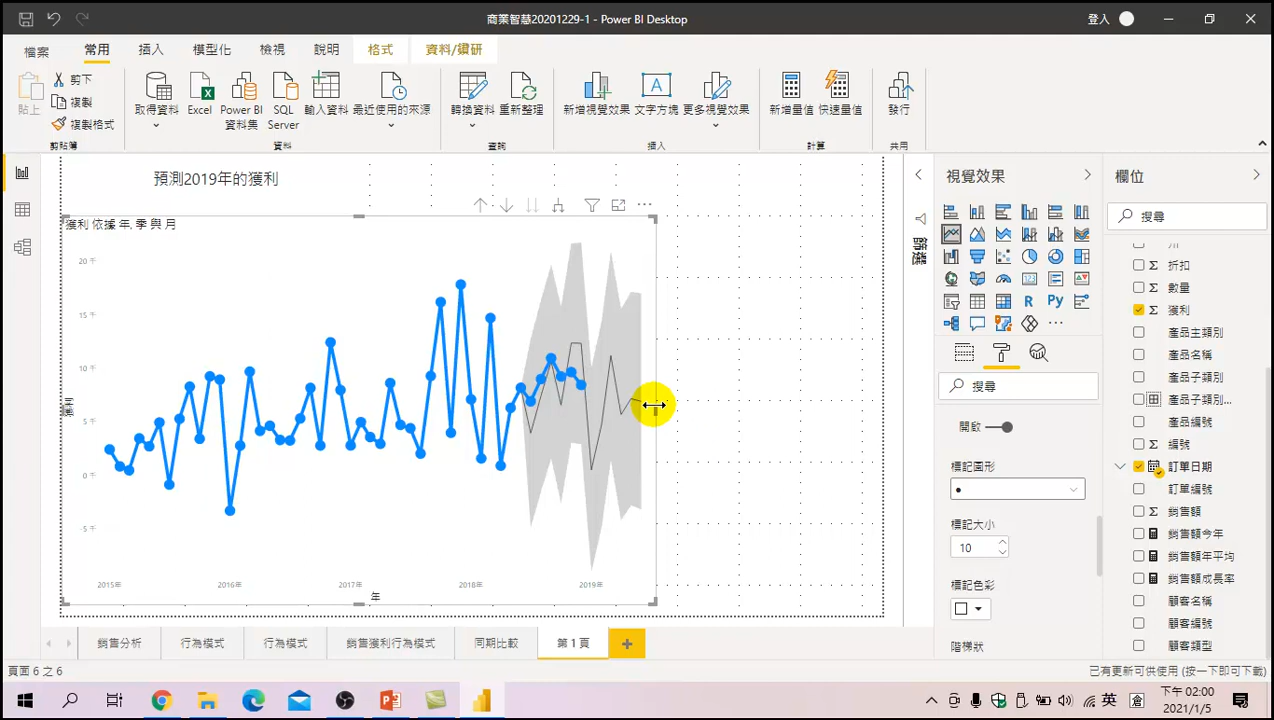 商業智慧20201229-1 - Power BI Desktop
登入
檔案 常用 插入 模型化 檢視 說明 格式 資料/鑽研
貼上
剪下
複製
複製格式
取得資料
Excel
Power BI
資料集
SQL
Server
輸入資料
最近使用的來源
轉換資料
重新整理
新增視覺效果
文字方塊
更多視覺效果
新增量值
快速量值
發行
剪貼簿
資料
查詢
插入
計算
共用
預測2019年的獲利
獲利 依據 年, 季 與 月
20 千
15 千
10 千
5 千
0 千
-5 千
獲利
2015年 2016年 2017年 2018年 2019年
年
篩選
視覺效果
搜尋
開啟
標記圖形
標記大小
10
標記色彩
階梯狀
欄位
搜尋
折扣
數量
獲利
產品主類別
產品名稱
產品子類別
產品子類別...
產品編號
編號
訂單日期
訂單編號
銷售額
銷售額今年
銷售額年平均
銷售額成長率
顧客名稱
顧客編號
顧客類型
銷售分析 行為模式 行為模式 銷售獲利行為模式 同期比較 第 1 頁
頁面 6 之 6
已有更新可供使用 (按一下即可下載)
英
倉
下午 02:00
2021/1/5